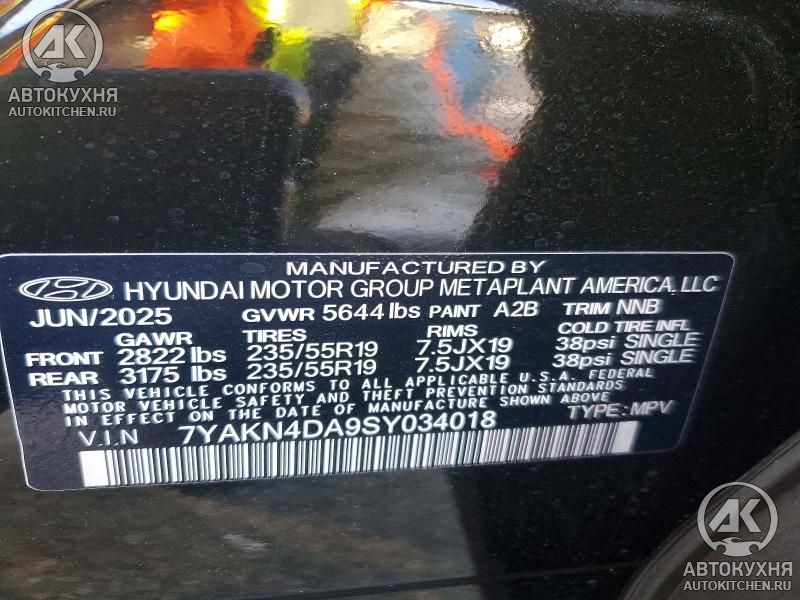 AK
АВТОКУХНЯ
AUTOKITCHEN.RU
MANUFACTURED BY
HYUNDAI MOTOR GROUP METAPLANT AMERICA, LLC
JUN/2025 GVWR 5644 lbs PAINT A2B TRIM NNB
GAWR TIRES RIMS COLD TIRE INFL
FRONT 2822 lbs 235/55R19 7.5JX19 38psi SINGLE
REAR 3175 lbs 235/55R19 7.5JX19 38psi SINGLE
THIS VEHICLE CONFORMS TO ALL APPLICABLE U.S.A. FEDERAL
MOTOR VEHICLE SAFETY AND THEFT PREVENTION STANDARDS
IN EFFECT ON THE DATE OF MANUFACTURE SHOWN ABOVE.
V.I.N 7YAKN4DA9SY034018 TYPE: MPV
AK
АВТОКУХНЯ
AUTOKITCHEN.RU